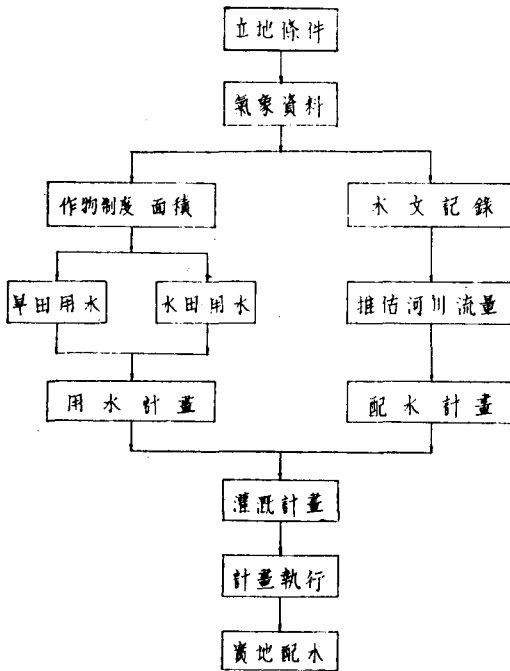 立地條件
氣象資料
作物制度 面積
水文記錄
旱田用水
水田用水
推估河川流量
用水計畫
配水計畫
灌溉計畫
計畫執行
實地配水